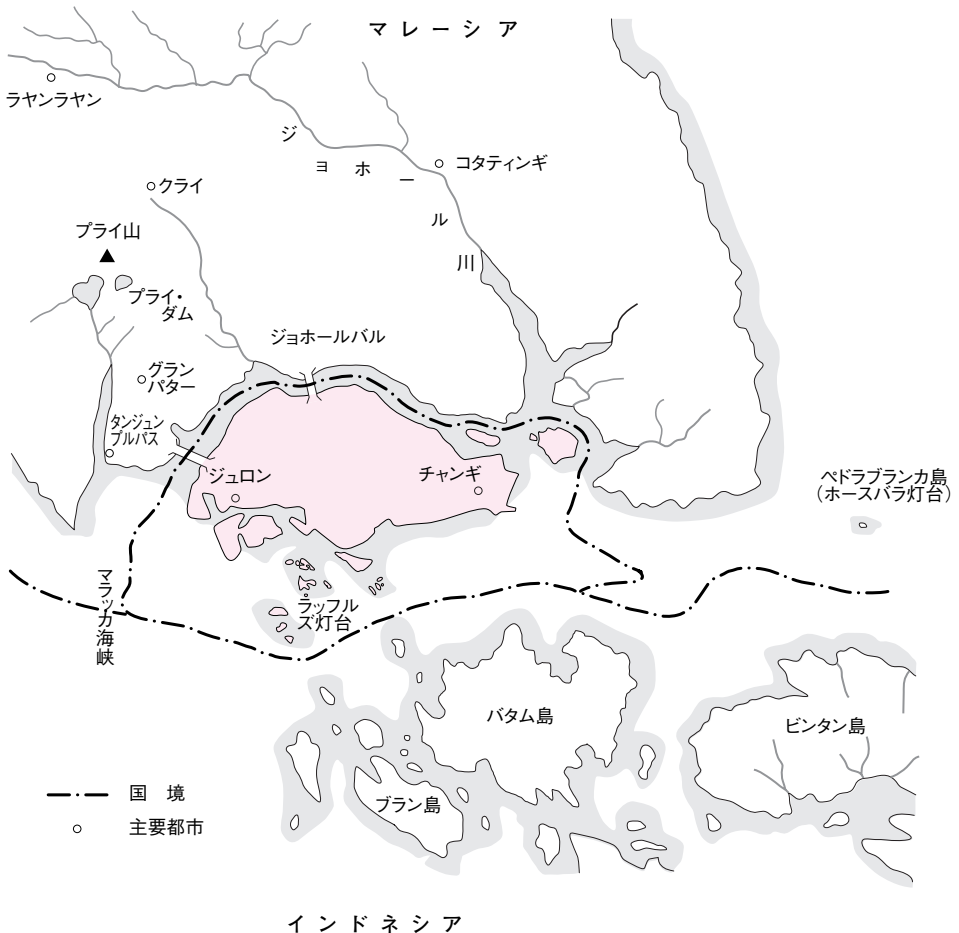 マレーシア
ラヤンラヤン
ジョホール川
コタティンギ
クライ
プライ山
プライ・
ダム
ジョホールバル
グラン
パター
タンジュン
プルパス
ジュロン
チャンギ
ペドラブランカ島
（ホースバラ灯台）
マラッカ海峡
ラッフル
ズ灯台
バタム島
ビンタン島
ブラン島
国　境
主要都市
インドネシア